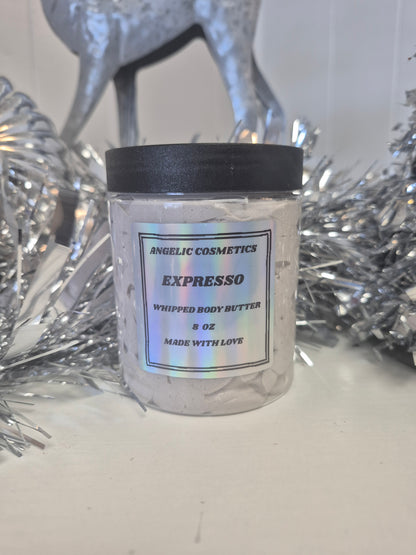 ANGELIC COSMETICS
EXPRESSO
WHIPPED BODY BUTTER
8 OZ
MADE WITH LOVE